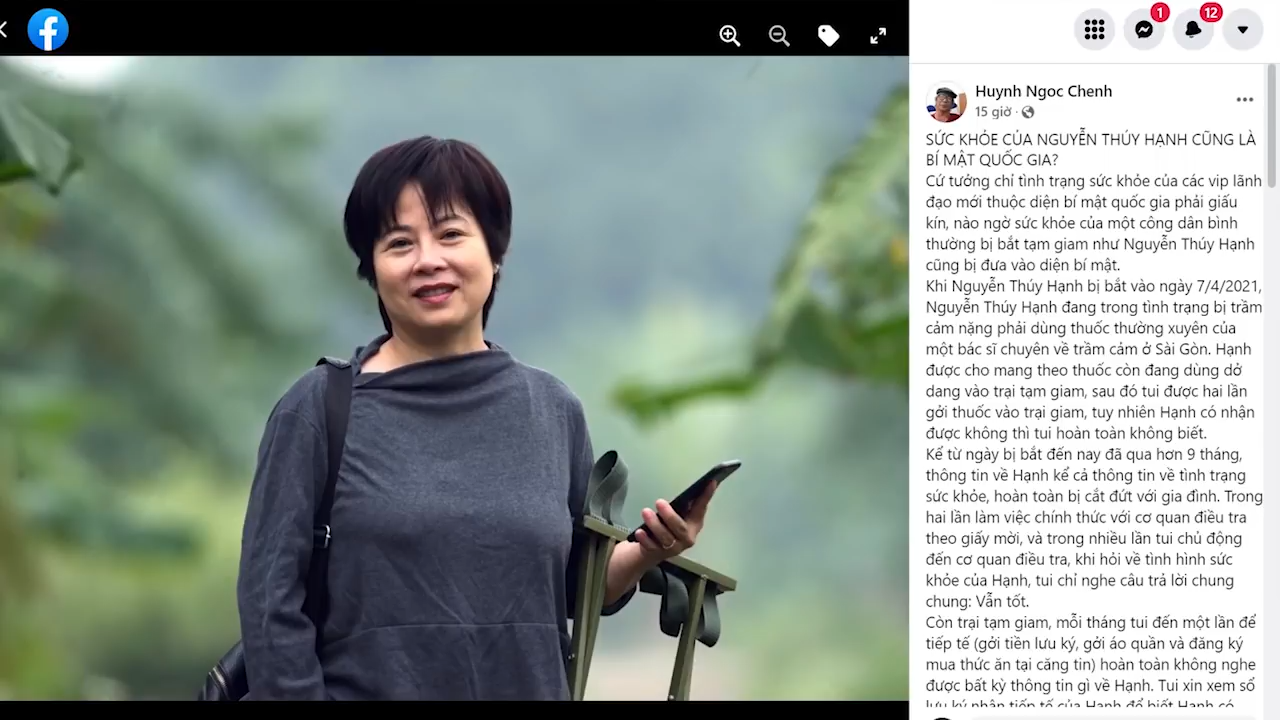 1
12
Huynh Ngoc Chenh
15 giờ ·
SỨC KHỎE CỦA NGUYỄN THÚY HẠNH CŨNG LÀ
BÍ MẬT QUỐC GIA?
Cứ tưởng chỉ tình trạng sức khỏe của các vip lãnh
đạo mới thuộc diện bí mật quốc gia phải giấu
kín, nào ngờ sức khỏe của một công dân bình
thường bị bắt tạm giam như Nguyễn Thúy Hạnh
cũng bị đưa vào diện bí mật.
Khi Nguyễn Thúy Hạnh bị bắt vào ngày 7/4/2021,
Nguyễn Thúy Hạnh đang trong tình trạng bị trầm
cảm nặng phải dùng thuốc thường xuyên của
một bác sĩ chuyên về trầm cảm ở Sài Gòn. Hạnh
được cho mang theo thuốc còn đang dùng dở
dang vào trại tạm giam, sau đó tui được hai lần
gởi thuốc vào trại giam, tuy nhiên Hạnh có nhận
được không thì tui hoàn toàn không biết.
Kể từ ngày bị bắt đến nay đã qua hơn 9 tháng,
thông tin về Hạnh kể cả thông tin về tình trạng
sức khỏe, hoàn toàn bị cắt đứt với gia đình. Trong
hai lần làm việc chính thức với cơ quan điều tra
theo giấy mời, và trong nhiều lần tui chủ động
đến cơ quan điều tra, khi hỏi về tình hình sức
khỏe của Hạnh, tui chỉ nghe câu trả lời chung
chung: Vẫn tốt.
Còn trại tạm giam, mỗi tháng tui đến một lần để
tiếp tế (gởi tiền lưu ký, gởi áo quần và đăng ký
mua thức ăn tại căng tin) hoàn toàn không nghe
được bất kỳ thông tin gì về Hạnh. Tui xin xem sổ
lưu ký nhận tiếp tế của Hạnh để biết Hạnh có